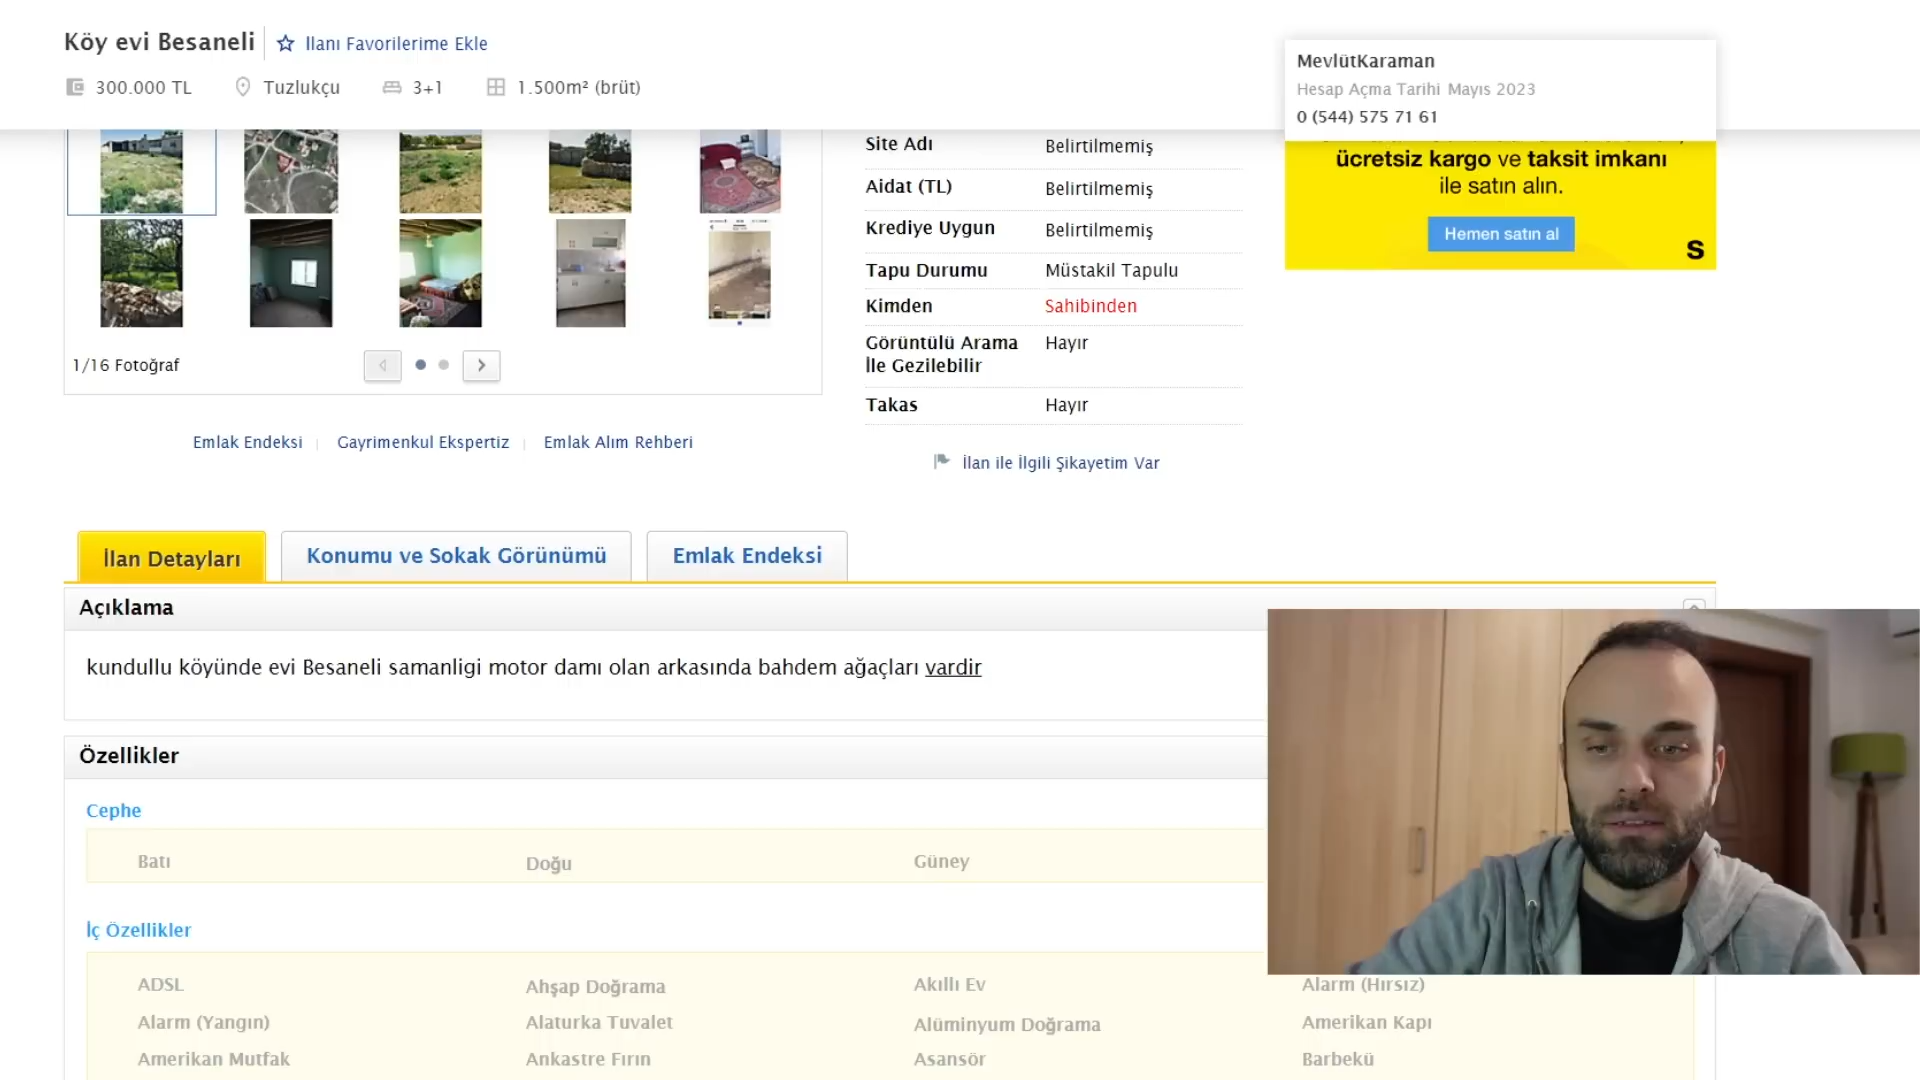 Köy evi Besaneli
İlanı Favorilerime Ekle
300.000 TL
Tuzlukçu
3+1
1.500m² (brüt)
MevlütKaraman
Hesap Açma Tarihi Mayıs 2023
0 (544) 575 71 61
ücretsiz kargo ve taksit imkanı
ile satın alın.
Hemen satın al
S
Site Adı Belirtilmemiş
Aidat (TL) Belirtilmemiş
Krediye Uygun Belirtilmemiş
Tapu Durumu Müstakil Tapulu
Kimden Sahibinden
Görüntülü Arama Hayır
İle Gezilebilir
Takas Hayır
1/16 Fotoğraf
Emlak Endeksi
Gayrimenkul Ekspertiz
Emlak Alım Rehberi
İlan ile İlgili Şikayetim Var
İlan Detayları
Konumu ve Sokak Görünümü
Emlak Endeksi
Açıklama
kundullu köyünde evi Besaneli samanligi motor damı olan arkasında bahdem ağaçları vardir
Özellikler
Cephe
Batı Doğu Güney
İç Özellikler
ADSL Ahşap Doğrama Akıllı Ev Alarm (Hırsız)
Alarm (Yangın) Alaturka Tuvalet Alüminyum Doğrama Amerikan Kapı
Amerikan Mutfak Ankastre Fırın Asansör Barbekü